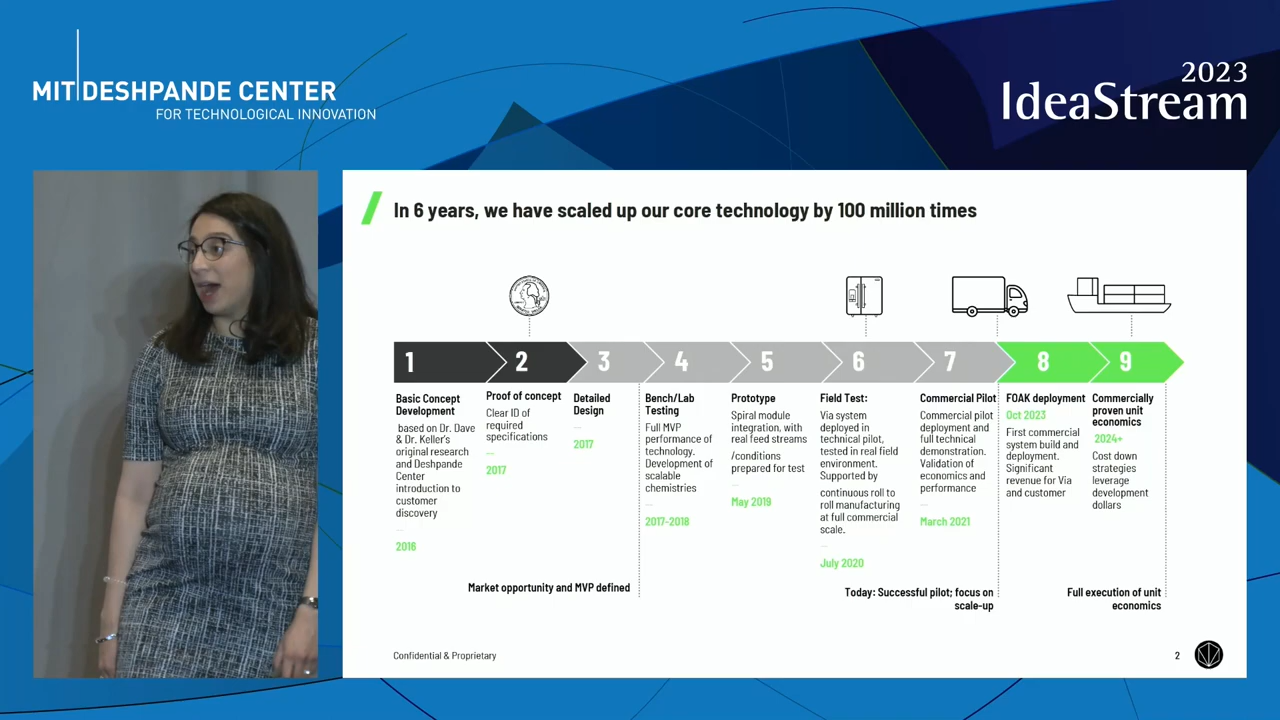 MIT DESHPANDE CENTER
FOR TECHNOLOGICAL INNOVATION
2023
IdeaStream
In 6 years, we have scaled up our core technology by 100 million times
1
2
3
4
5
6
7
8
9
Basic Concept
Development
based on Dr. Dave
& Dr. Keller's
original research
and Deshpande
Center
introduction to
customer
discovery
—
2016
Proof of concept
Clear ID of
required
specifications
—
2017
Detailed
Design
—
2017
Bench/Lab
Testing
Full MVP
performance of
technology.
Development of
scalable
chemistries
—
2017-2018
Prototype
Spiral module
integration, with
real feed streams
/conditions
prepared for test
—
May 2019
Field Test:
Via system
deployed in
technical pilot,
tested in real field
environment.
Supported by
continuous roll to
roll manufacturing
at full commercial
scale.
—
July 2020
Commercial Pilot
Commercial pilot
deployment and
full technical
demonstration.
Validation of
economics and
performance
—
March 2021
FOAK deployment
Oct 2023
First commercial
system build and
deployment.
Significant
revenue for Via
and customer
Commercially
proven unit
economics
2024+
Cost down
strategies
leverage
development
dollars
Market opportunity and MVP defined
Today: Successful pilot; focus on
scale-up
Full execution of unit
economics
Confidential & Proprietary
2